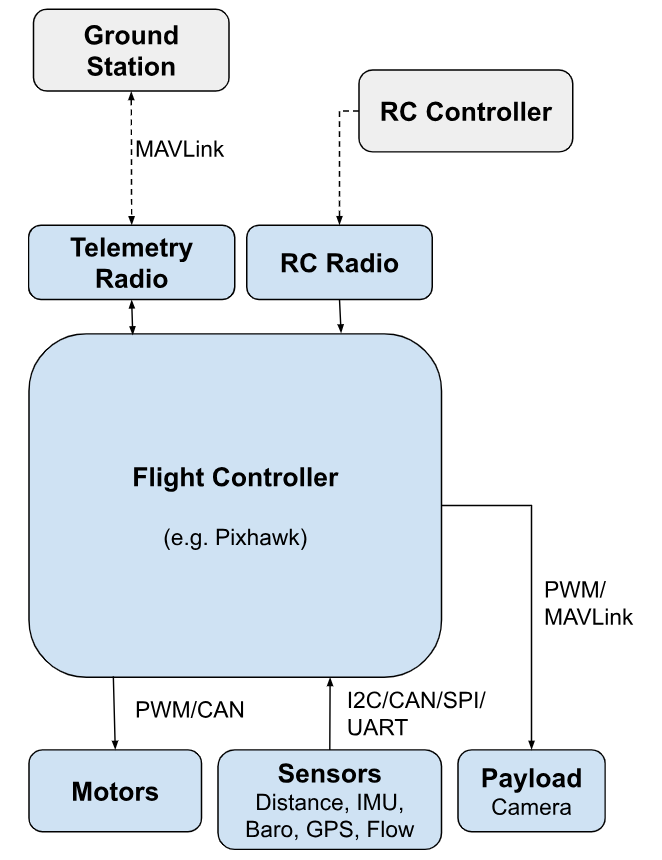 Ground
Station
RC Controller
MAVLink
Telemetry
Radio
RC Radio
Flight Controller
(e.g. Pixhawk)
PWM/
MAVLink
PWM/CAN
I2C/CAN/SPI/
UART
Motors
Sensors
Distance, IMU,
Baro, GPS, Flow
Payload
Camera